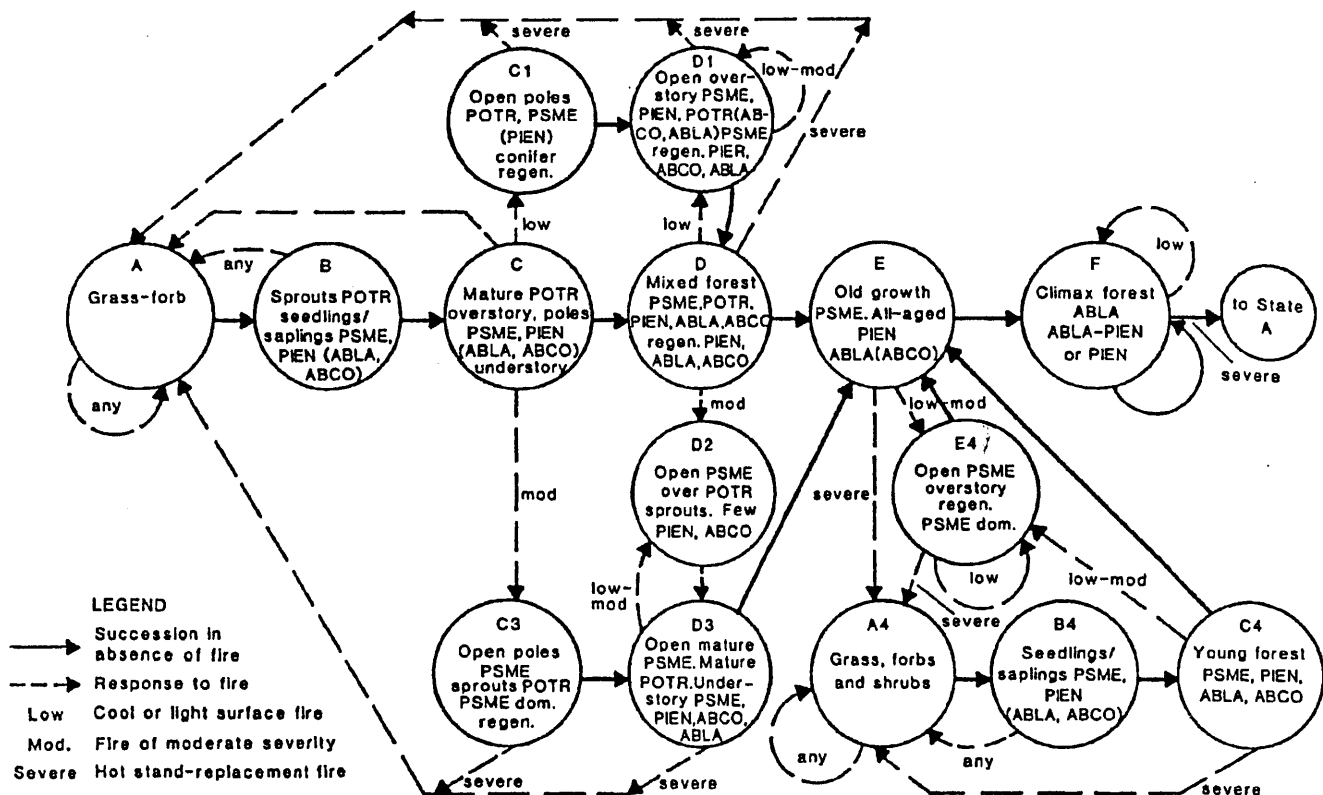 severe
severe
C1
Open poles
POTR, PSME
(PIEN)
conifer
regen.
D1
Open over-
story PSME,
PIEN, POTR(AB-
CO, ABLA)PSME
regen. PIER,
ABCO, ABLA
low-mod
severe
low
low
A
Grass-forb
any
any
B
Sprouts POTR
seedlings/
saplings PSME,
PIEN (ABLA,
ABCO)
C
Mature POTR
overstory, poles
PSME, PIEN
(ABLA, ABCO)
understory
D
Mixed forest
PSME,POTR,
PIEN,ABLA,ABCO
regen. PIEN,
ABLA, ABCO
E
Old growth
PSME. All-aged
PIEN
ABLA(ABCO)
F
Climax forest
ABLA
ABLA-PIEN
or PIEN
low
severe
to State
A
mod
mod
D2
Open PSME
over POTR
sprouts. Few
PIEN, ABCO
low-
mod
severe
low-mod
E4
Open PSME
overstory
regen.
PSME dom.
low
severe
low-mod
C3
Open poles
PSME
sprouts POTR
PSME dom.
regen.
D3
Open mature
PSME. Mature
POTR.Under-
story PSME,
PIEN,ABCO,
ABLA
A4
Grass, forbs
and shrubs
B4
Seedlings/
saplings PSME,
PIEN
(ABLA, ABCO)
C4
Young forest
PSME, PIEN,
ABLA, ABCO
any
any
severe
severe
severe
LEGEND
Succession in
absence of fire
Response to fire
Low Cool or light surface fire
Mod. Fire of moderate severity
Severe Hot stand-replacement fire